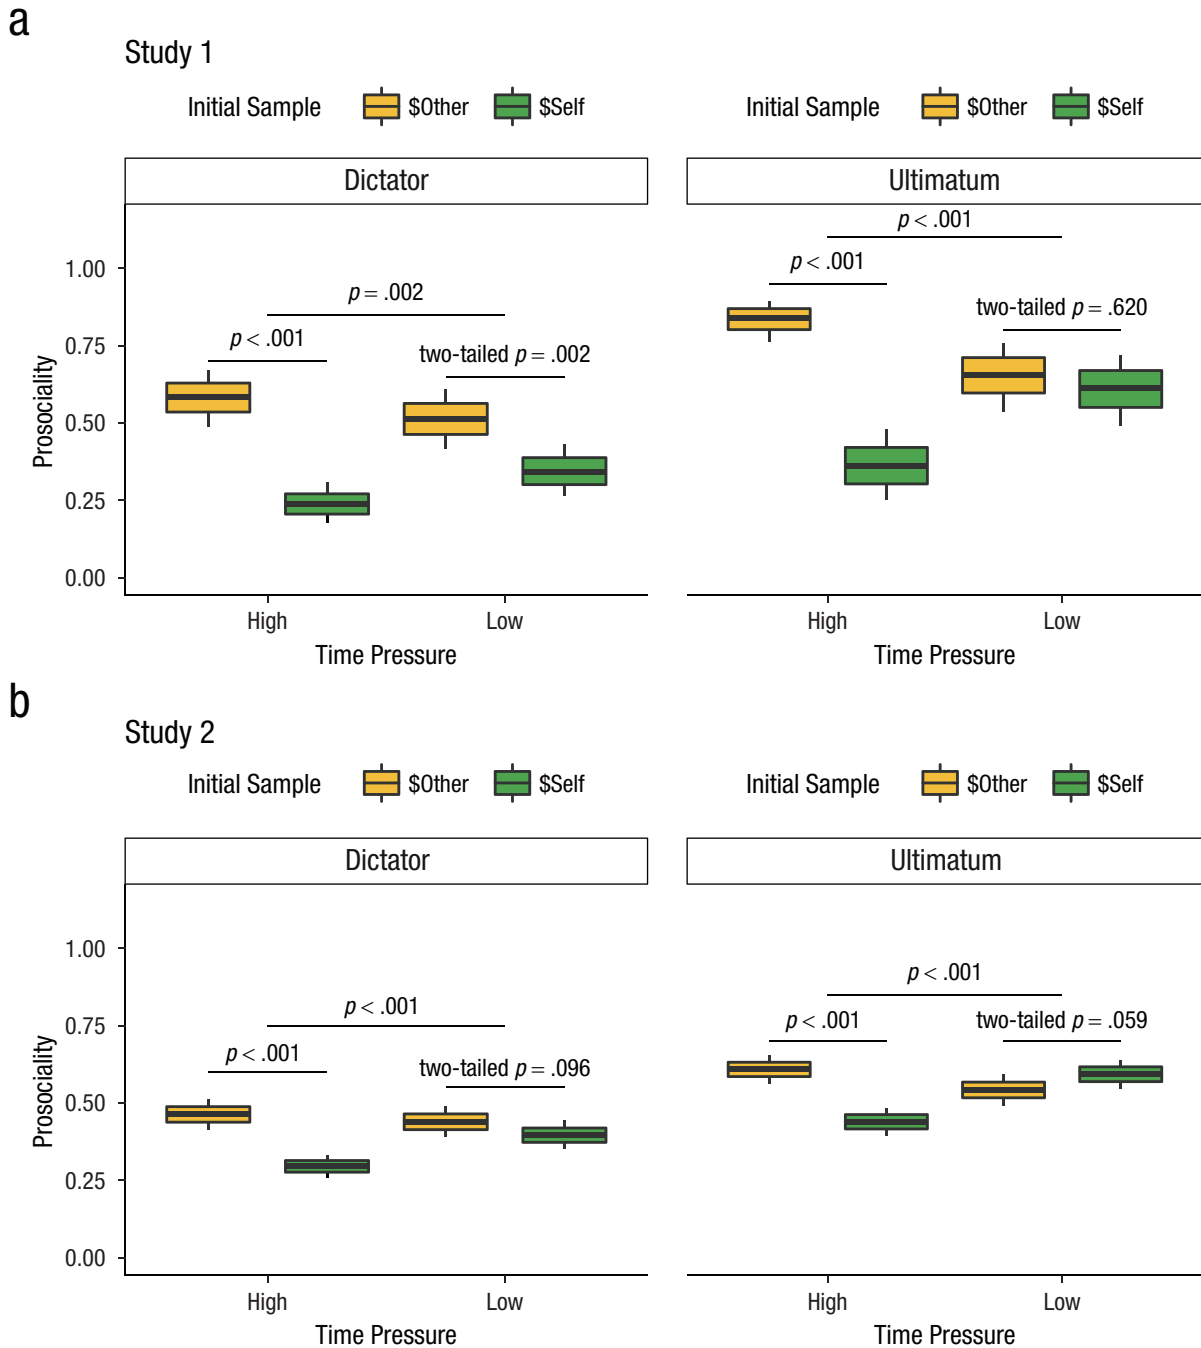 a
Study 1
Initial Sample $Other $Self Initial Sample $Other $Self
Dictator Ultimatum
p < .001
p < .001
p = .002
two-tailed p = .620
p < .001
two-tailed p = .002
Prosociality
1.00
0.75
0.50
0.25
0.00
High Low High Low
Time Pressure Time Pressure
b
Study 2
Initial Sample $Other $Self Initial Sample $Other $Self
Dictator Ultimatum
p < .001
p < .001
p < .001
two-tailed p = .059
p < .001
two-tailed p = .096
Prosociality
1.00
0.75
0.50
0.25
0.00
High Low High Low
Time Pressure Time Pressure